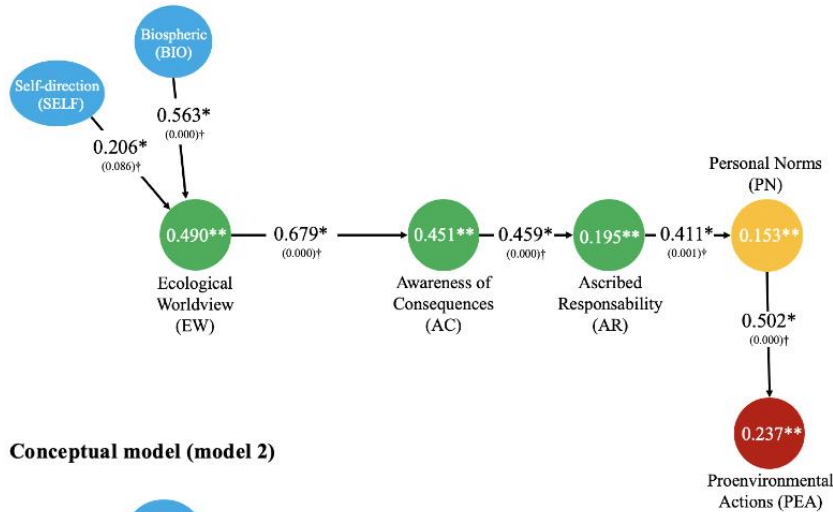 Biospheric
(BIO)
Self-direction
(SELF)
0.563*
(0.000)†
0.206*
(0.086)†
Personal Norms
(PN)
0.490**
0.679*
(0.000)†
0.451**
0.459*
(0.000)†
0.195**
0.411*
(0.001)†
0.153**
Ecological
Worldview
(EW)
Awareness of
Consequences
(AC)
Ascribed
Responsability
(AR)
0.502*
(0.000)†
0.237**
Conceptual model (model 2)
Proenvironmental
Actions (PEA)